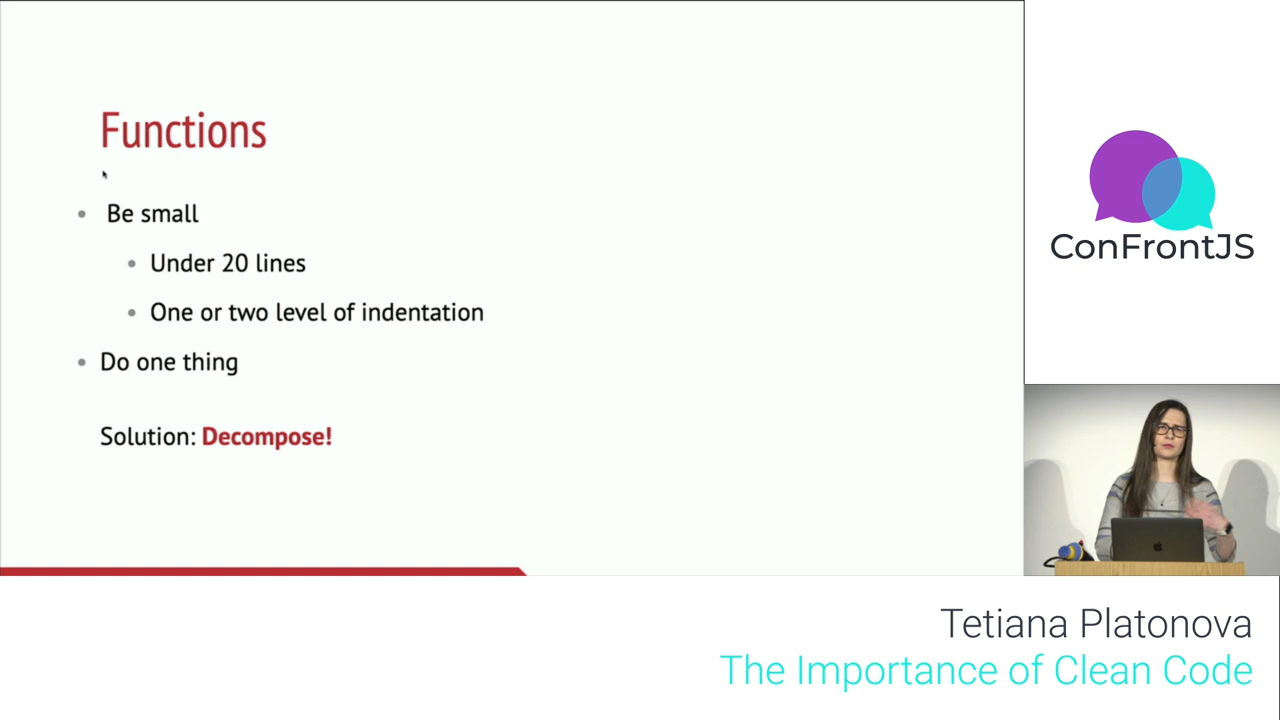 Functions
Be small
Under 20 lines
One or two level of indentation
Do one thing
Solution: Decompose!
ConFrontJS
Tetiana Platonova
The Importance of Clean Code